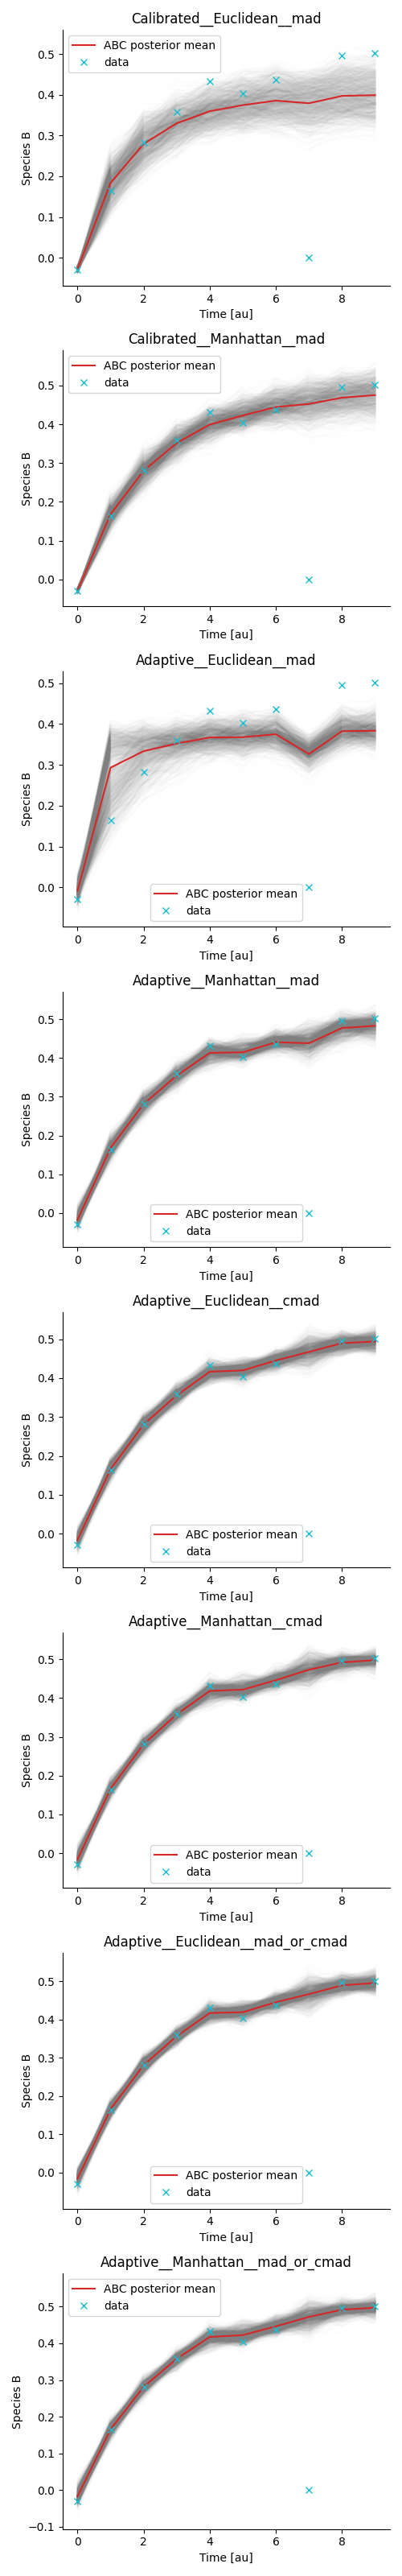 Calibrated__Euclidean__mad
ABC posterior mean
data
0.5
0.4
0.3
0.2
0.1
0.0
Species B
0 2 4 6 8
Time [au]
Calibrated__Manhattan__mad
ABC posterior mean
data
0.5
0.4
0.3
0.2
0.1
0.0
Species B
0 2 4 6 8
Time [au]
Adaptive__Euclidean__mad
0.5
0.4
0.3
0.2
0.1
0.0
Species B
ABC posterior mean
data
0 2 4 6 8
Time [au]
Adaptive__Manhattan__mad
0.5
0.4
0.3
0.2
0.1
0.0
Species B
ABC posterior mean
data
0 2 4 6 8
Time [au]
Adaptive__Euclidean__cmad
0.5
0.4
0.3
0.2
0.1
0.0
Species B
ABC posterior mean
data
0 2 4 6 8
Time [au]
Adaptive__Manhattan__cmad
0.5
0.4
0.3
0.2
0.1
0.0
Species B
ABC posterior mean
data
0 2 4 6 8
Time [au]
Adaptive__Euclidean__mad_or_cmad
0.5
0.4
0.3
0.2
0.1
0.0
Species B
ABC posterior mean
data
0 2 4 6 8
Time [au]
Adaptive__Manhattan__mad_or_cmad
ABC posterior mean
data
0.5
0.4
0.3
0.2
0.1
0.0
−0.1
Species B
0 2 4 6 8
Time [au]